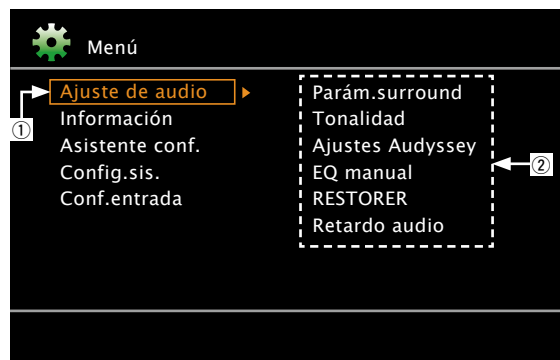 Menú
Ajuste de audio
Información
Asistente conf.
Config.sis.
Conf.entrada
Parám.surround
Tonalidad
Ajustes Audyssey
EQ manual
RESTORER
Retardo audio
①
②